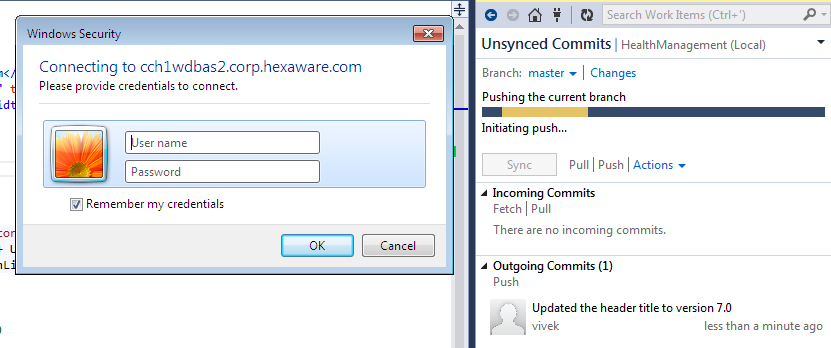 Windows Security
Connecting to cch1wdbas2.corp.hexaware.com
Please provide credentials to connect.
User name
Password
Remember my credentials
OK
Cancel
Search Work Items (Ctrl+')
Unsynced Commits | HealthManagement (Local)
Branch: master | Changes
Pushing the current branch
Initiating push...
Sync
Pull | Push | Actions
Incoming Commits
Fetch | Pull
There are no incoming commits.
Outgoing Commits (1)
Push
Updated the header title to version 7.0
vivek
less than a minute ago